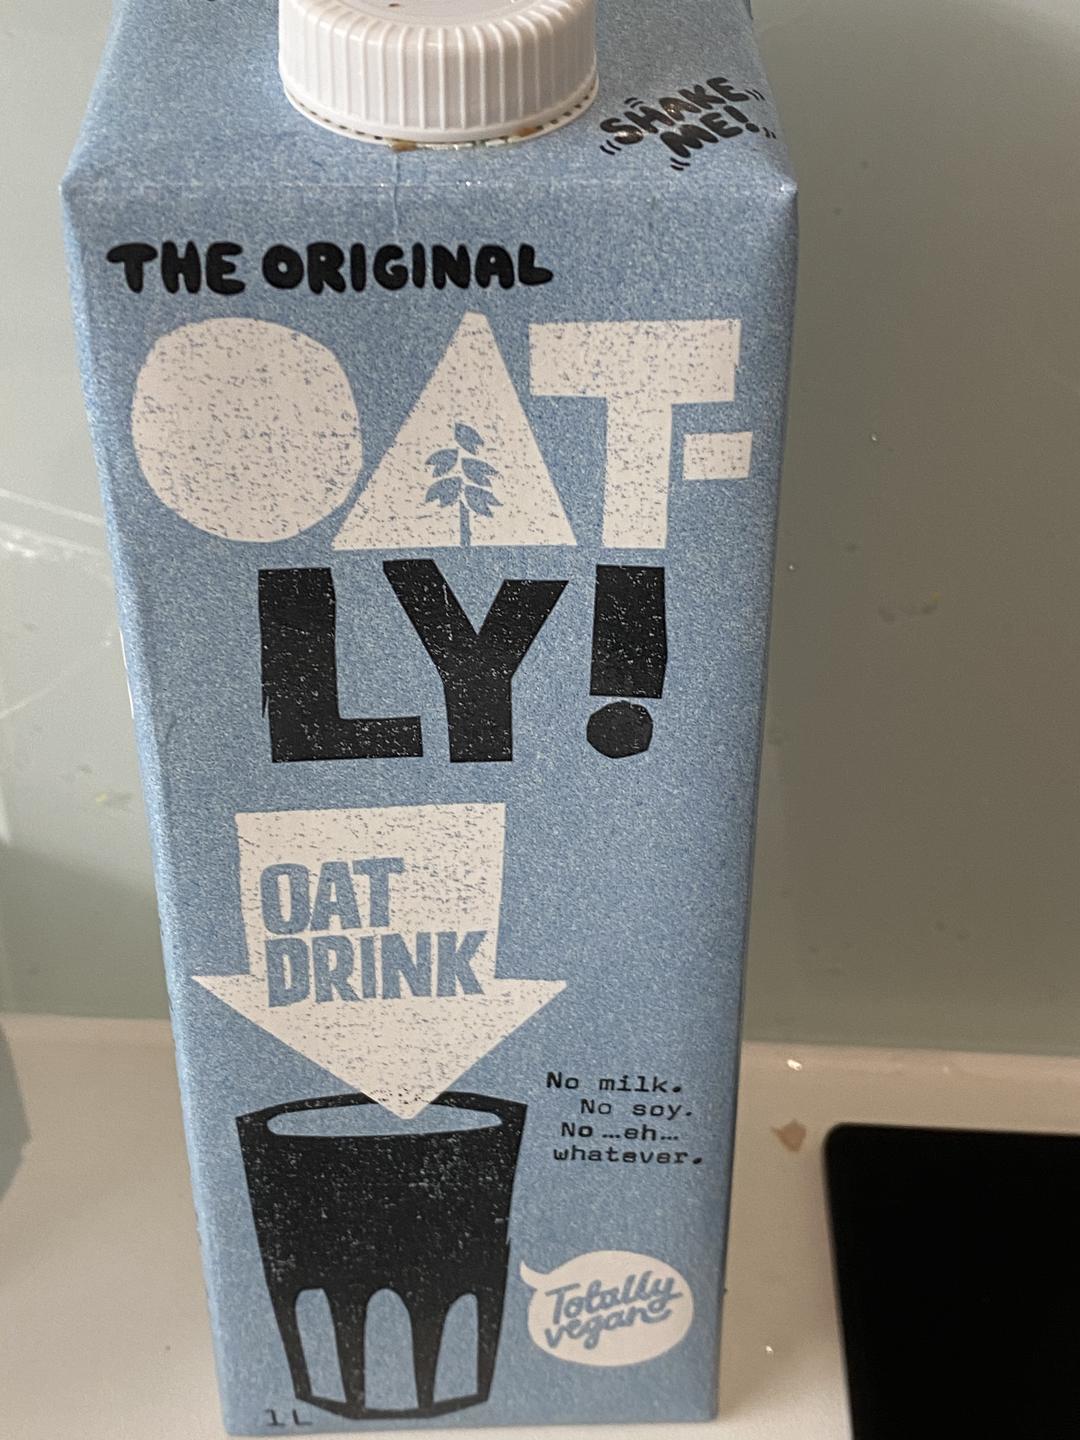 SHAKE
ME!
THE ORIGINAL
OAT-
LY!
OAT
DRINK
No milk.
No soy.
No ...eh...
whatever.
Totally
vegan
1L